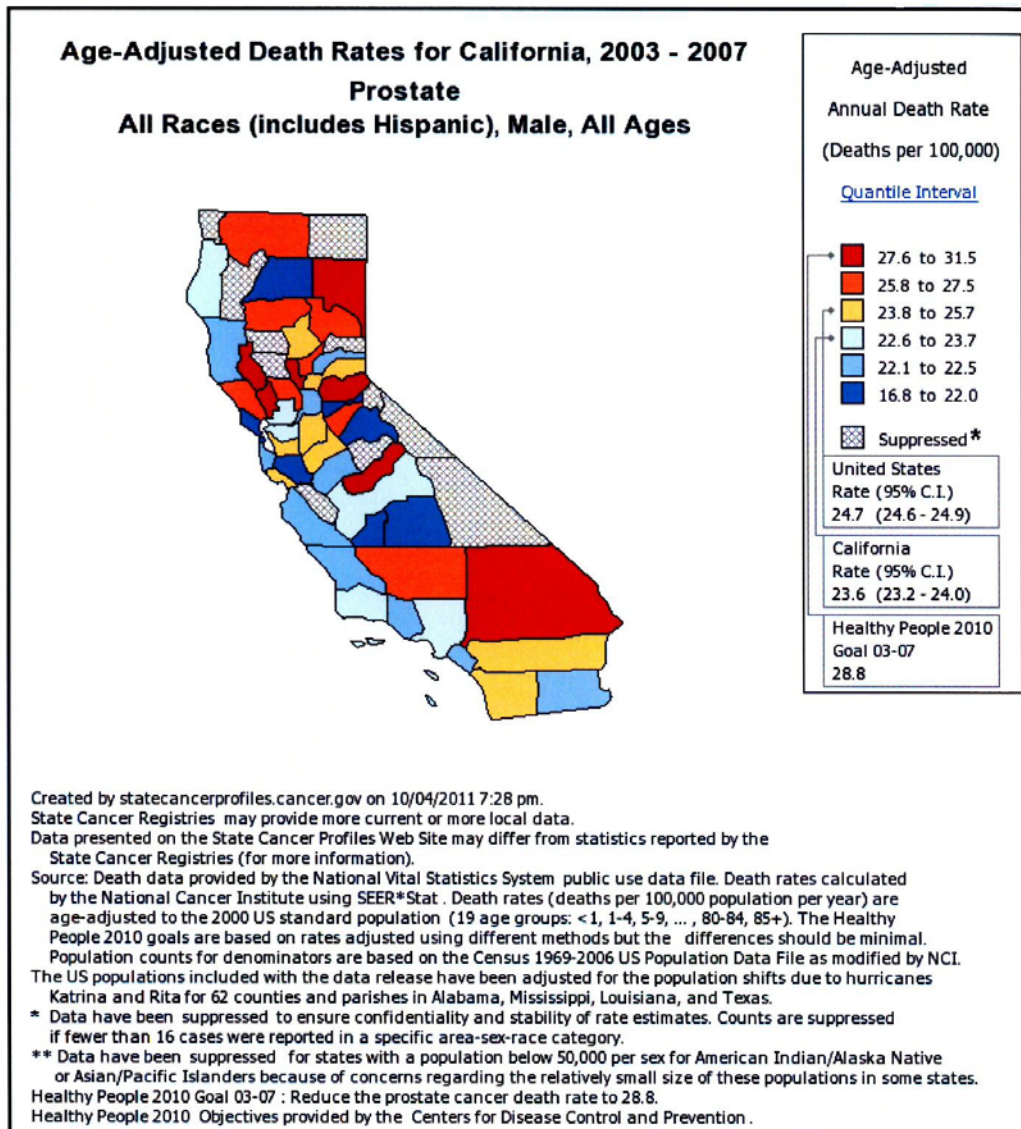 Age-Adjusted Death Rates for California, 2003 - 2007
Prostate
All Races (includes Hispanic), Male, All Ages
Age-Adjusted
Annual Death Rate
(Deaths per 100,000)
Quantile Interval
27.6 to 31.5
25.8 to 27.5
23.8 to 25.7
22.6 to 23.7
22.1 to 22.5
16.8 to 22.0
Suppressed *
United States
Rate (95% C.I.)
24.7 (24.6 - 24.9)
California
Rate (95% C.I.)
23.6 (23.2 - 24.0)
Healthy People 2010
Goal 03-07
28.8
Created by statecancerprofiles.cancer.gov on 10/04/2011 7:28 pm.
State Cancer Registries may provide more current or more local data.
Data presented on the State Cancer Profiles Web Site may differ from statistics reported by the
State Cancer Registries (for more information).
Source: Death data provided by the National Vital Statistics System public use data file. Death rates calculated
by the National Cancer Institute using SEER*Stat . Death rates (deaths per 100,000 population per year) are
age-adjusted to the 2000 US standard population (19 age groups: <1, 1-4, 5-9, ... , 80-84, 85+). The Healthy
People 2010 goals are based on rates adjusted using different methods but the differences should be minimal.
Population counts for denominators are based on the Census 1969-2006 US Population Data File as modified by NCI.
The US populations included with the data release have been adjusted for the population shifts due to hurricanes
Katrina and Rita for 62 counties and parishes in Alabama, Mississippi, Louisiana, and Texas.
* Data have been suppressed to ensure confidentiality and stability of rate estimates. Counts are suppressed
if fewer than 16 cases were reported in a specific area-sex-race category.
** Data have been suppressed for states with a population below 50,000 per sex for American Indian/Alaska Native
or Asian/Pacific Islanders because of concerns regarding the relatively small size of these populations in some states.
Healthy People 2010 Goal 03-07 : Reduce the prostate cancer death rate to 28.8.
Healthy People 2010 Objectives provided by the Centers for Disease Control and Prevention .